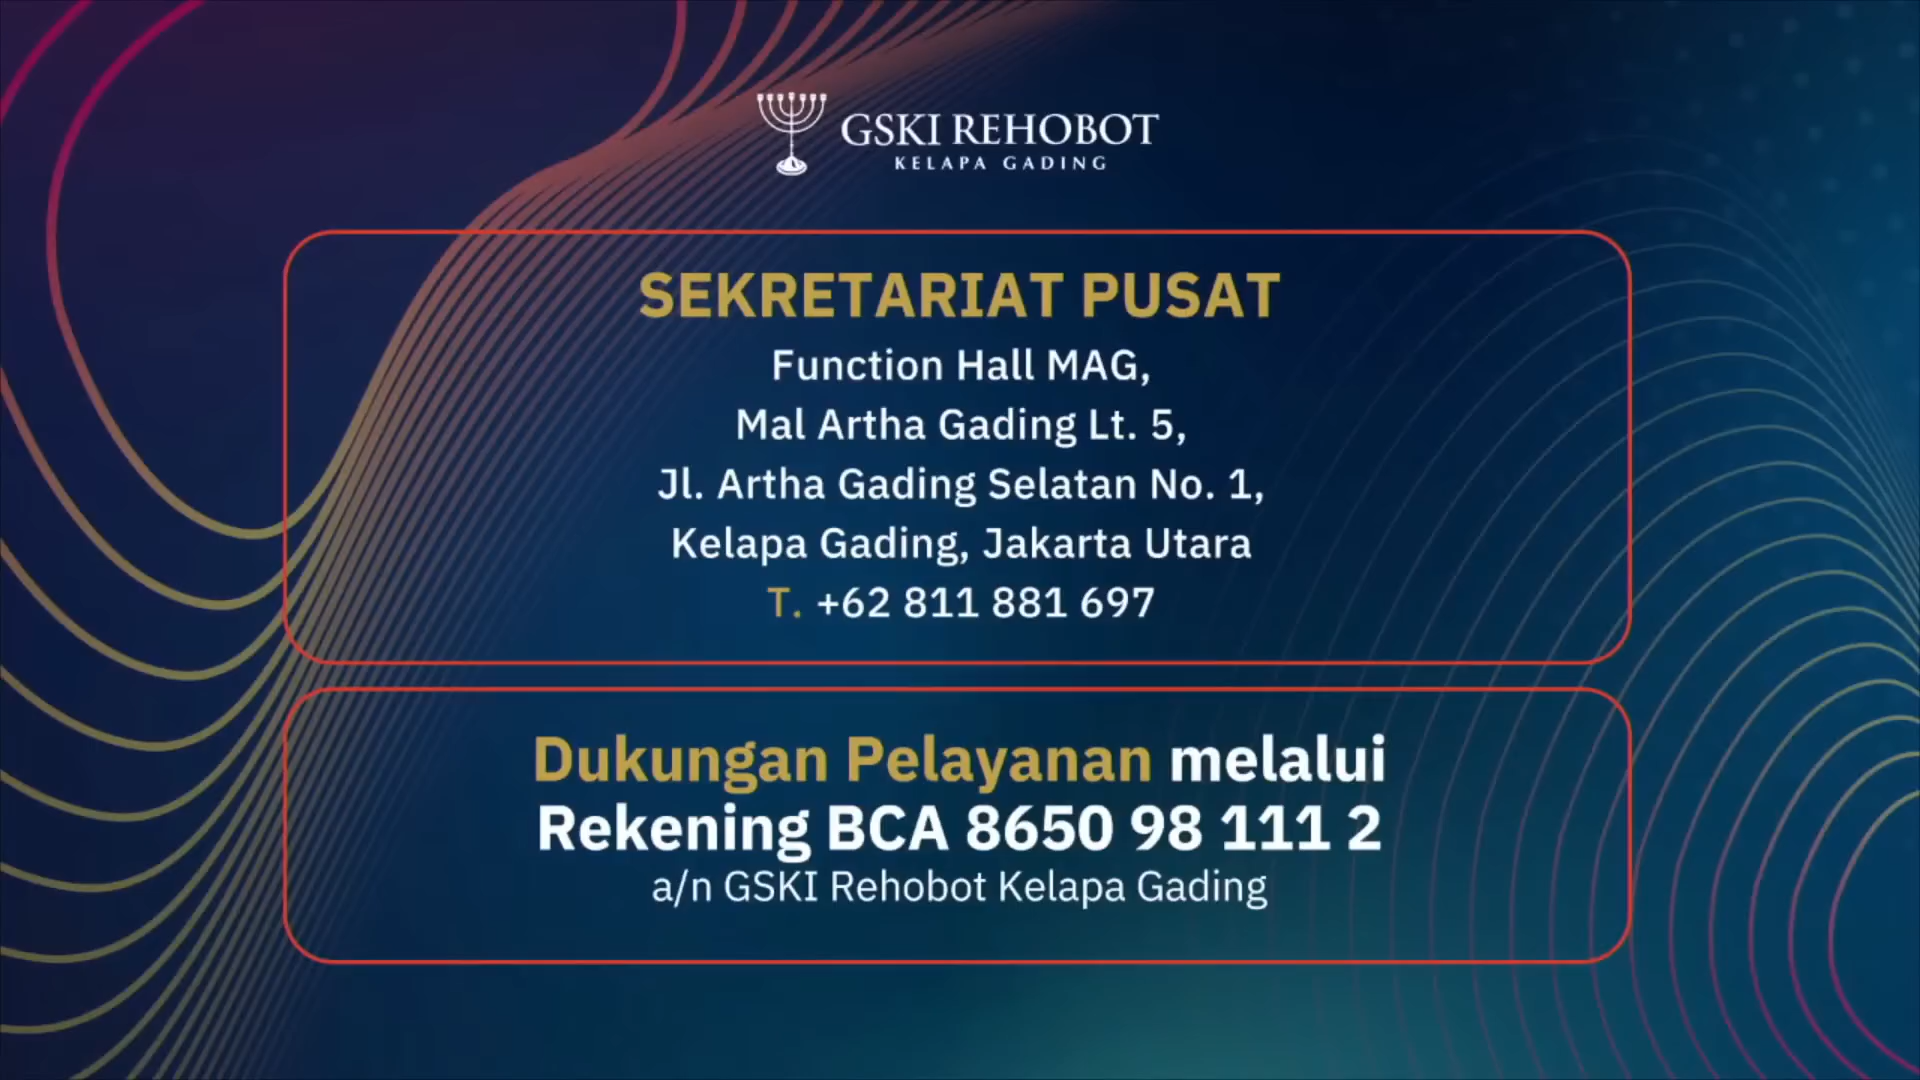 GSKI REHOBOT
KELAPA GADING
SEKRETARIAT PUSAT
Function Hall MAG,
Mal Artha Gading Lt. 5,
Jl. Artha Gading Selatan No. 1,
Kelapa Gading, Jakarta Utara
T. +62 811 881 697
Dukungan Pelayanan melalui
Rekening BCA 8650 98 111 2
a/n GSKI Rehobot Kelapa Gading